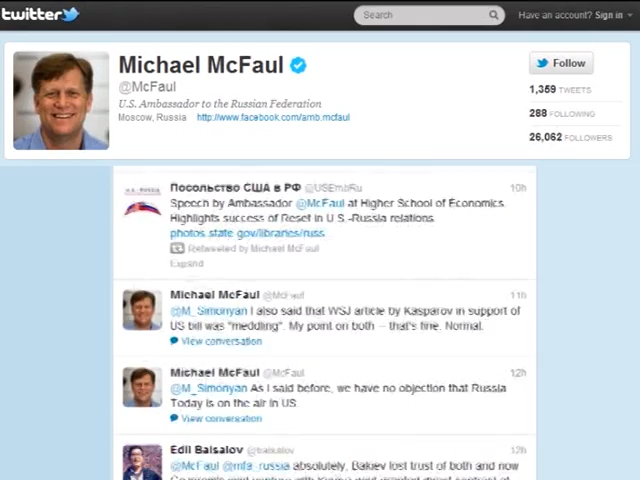 twitter
Search
Have an account? Sign in
Michael McFaul
@McFaul
U.S. Ambassador to the Russian Federation
Moscow, Russia http://www.facebook.com/amb.mcfaul
Follow
1,359 TWEETS
288 FOLLOWING
26,062 FOLLOWERS
Посольство США в РФ @USEmbRu 10h
Speech by Ambassador @McFaul at Higher School of Economics.
Highlights success of Reset in U.S.-Russia relations.
photos.state.gov/libraries/russ...
Retweeted by Michael McFaul
Expand
Michael McFaul @McFaul 11h
@M_Simonyan I also said that WSJ article by Kasparov in support of
US bill was "meddling". My point on both -- that's fine. Normal.
View conversation
Michael McFaul @McFaul 12h
@M_Simonyan As I said before, we have no objection that Russia
Today is on the air in US.
View conversation
Edil Baisalov @baisalov 12h
@McFaul @mfa_russia absolutely, Bakiev lost trust of both and now